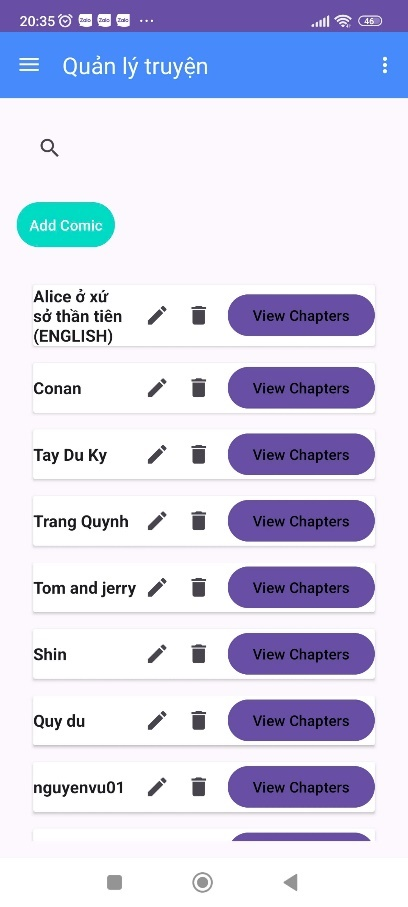 20:35 Zalo Zalo Zalo ... 46
Quản lý truyện
Add Comic
Alice ở xứ
sở thần tiên
(ENGLISH)
View Chapters
Conan
View Chapters
Tay Du Ky
View Chapters
Trang Quynh
View Chapters
Tom and jerry
View Chapters
Shin
View Chapters
Quy du
View Chapters
nguyenvu01
View Chapters